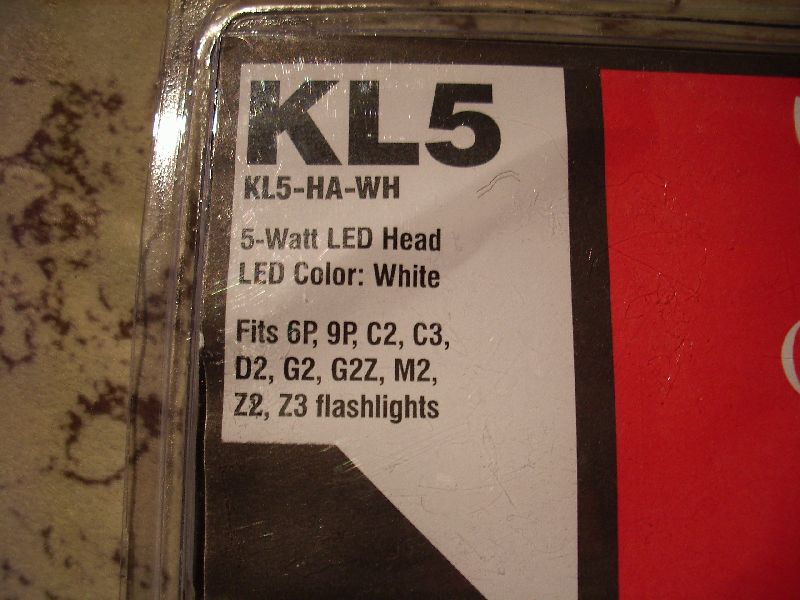 KL5
KL5-HA-WH
5-Watt LED Head
LED Color: White
Fits 6P, 9P, C2, C3,
D2, G2, G2Z, M2,
Z2, Z3 flashlights